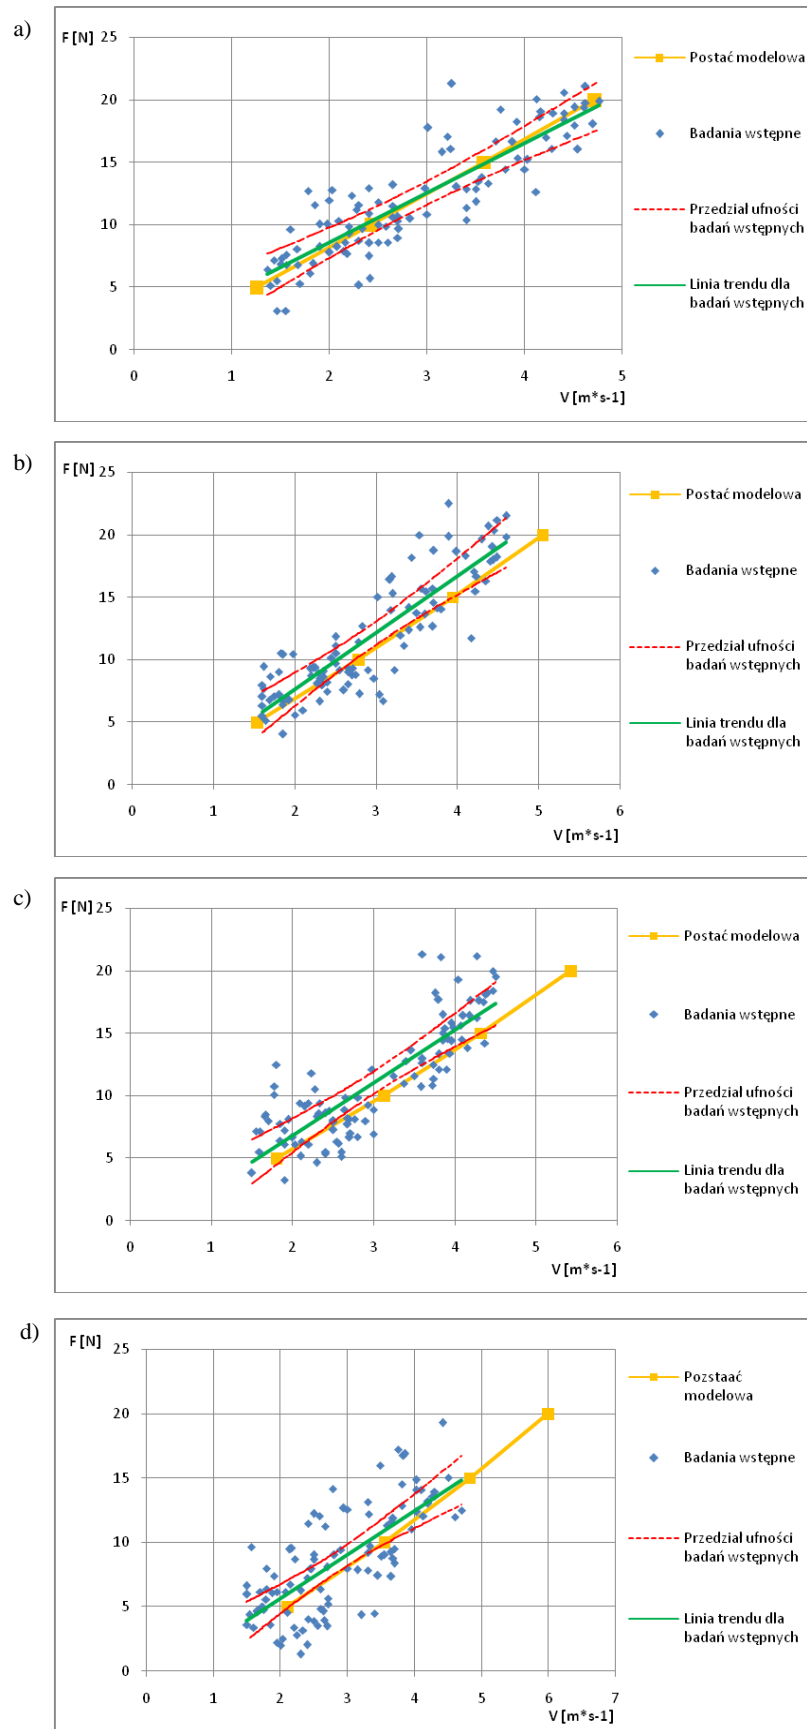 a)
F [N]
25
20
15
10
5
0
0 1 2 3 4 5
V [m*s-1]
Postać modelowa
Badania wstępne
Przedział ufności
badań wstępnych
Linia trendu dla
badań wstępnych
b)
F [N]
25
20
15
10
5
0
0 1 2 3 4 5 6
V [m*s-1]
Postać modelowa
Badania wstępne
Przedział ufności
badań wstępnych
Linia trendu dla
badań wstępnych
c)
F [N]
25
20
15
10
5
0
0 1 2 3 4 5 6
V [m*s-1]
Postać modelowa
Badania wstępne
Przedział ufności
badań wstępnych
Linia trendu dla
badań wstępnych
d)
F [N]
25
20
15
10
5
0
0 1 2 3 4 5 6 7
V [m*s-1]
Pozstaać
modelowa
Badania wstępne
Przedział ufności
badań wstępnych
Linia trendu dla
badań wstępnych